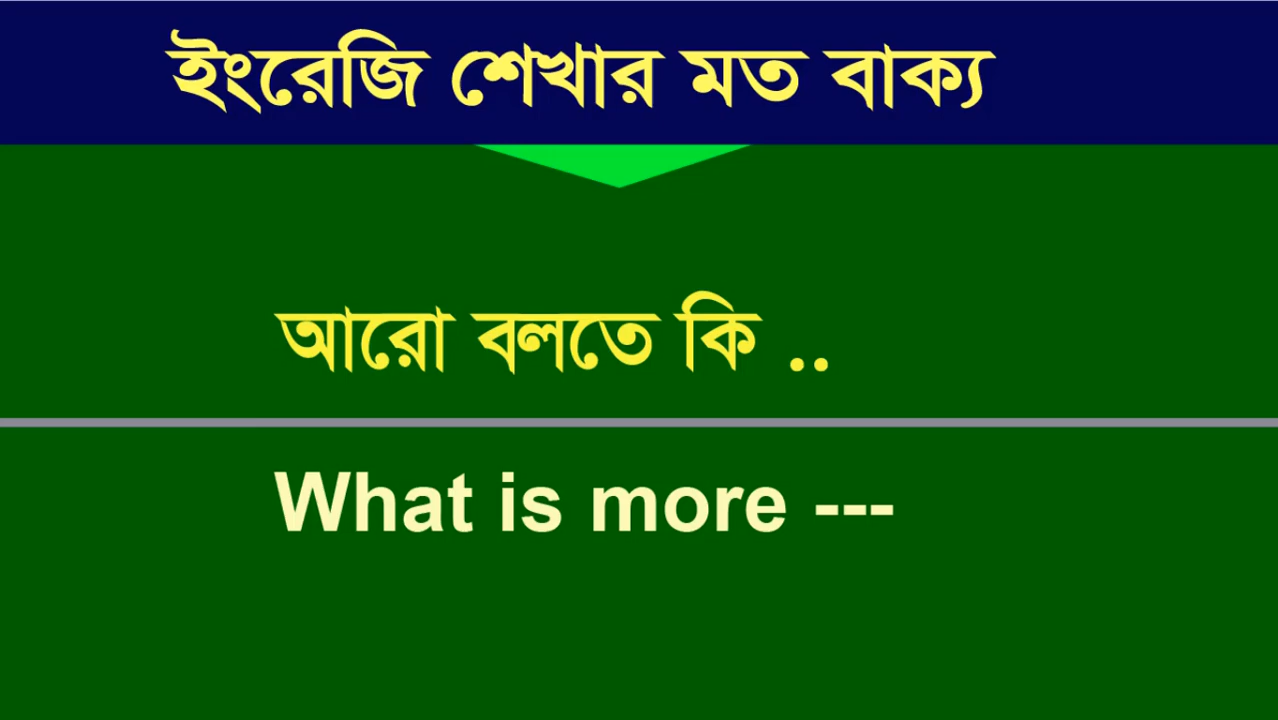 ইংরেজি শেখার মত বাক্য
আরো বলতে কি ..
What is more ---